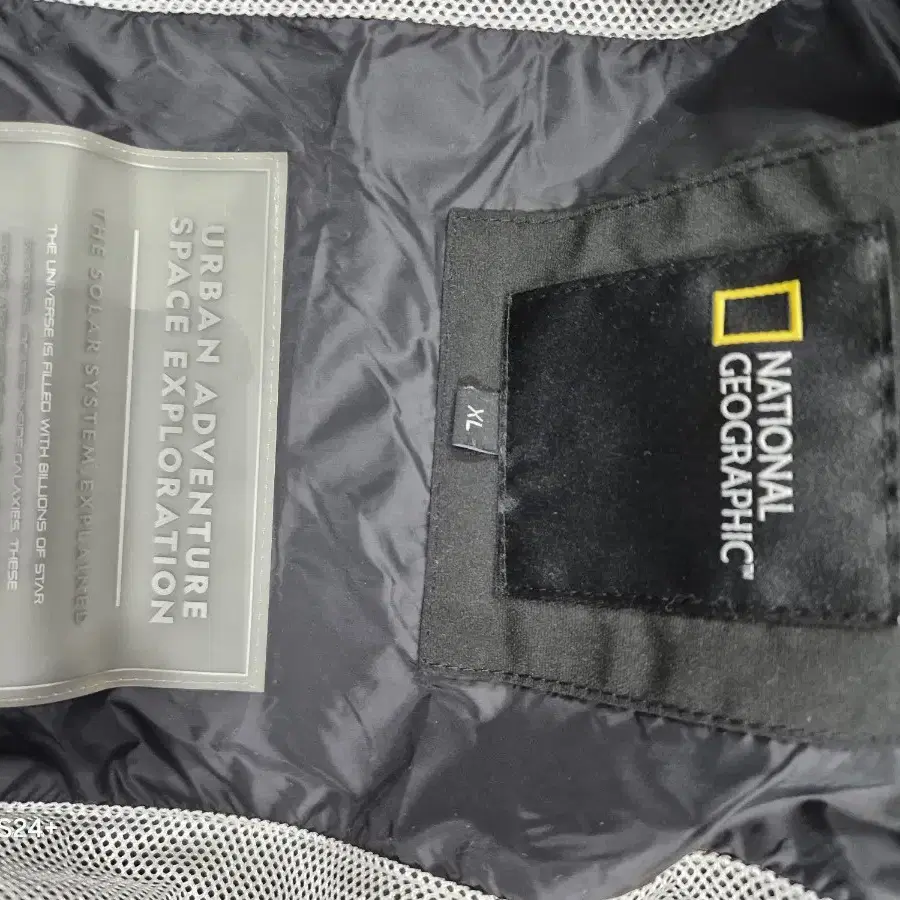 NATIONAL
GEOGRAPHIC™
XL
URBAN ADVENTURE
SPACE EXPLORATION
THE SOLAR SYSTEM, EXPLAINED
THE UNIVERSE IS FILLED WITH BILLIONS OF STAR
GALAXIES. THESE
S24+